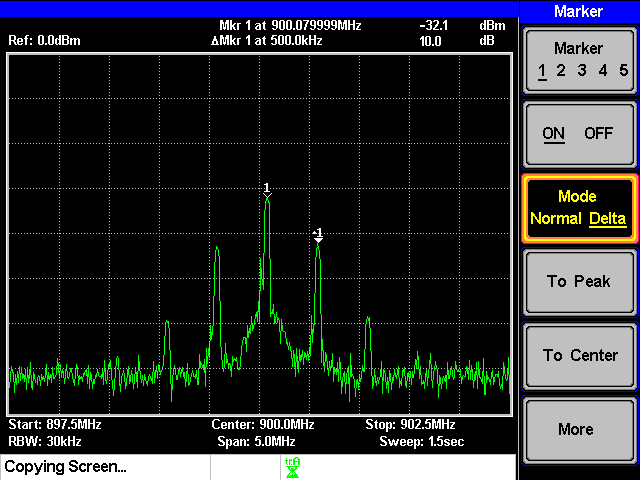 Marker
Mkr 1 at 900.079999MHz -32.1 dBm
Ref: 0.0dBm ΔMkr 1 at 500.0kHz 10.0 dB
Marker
1 2 3 4 5
ON OFF
Mode
Normal Delta
1
1
To Peak
To Center
More
Start: 897.5MHz Center: 900.0MHz Stop: 902.5MHz
RBW: 30kHz Span: 5.0MHz Sweep: 1.5sec
Copying Screen... trA